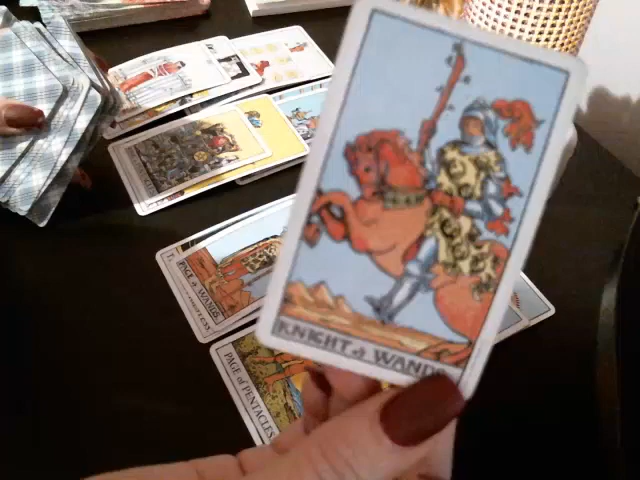 KNIGHT of WANDS
PAGE of WANDS
PAGE of PENTACLES